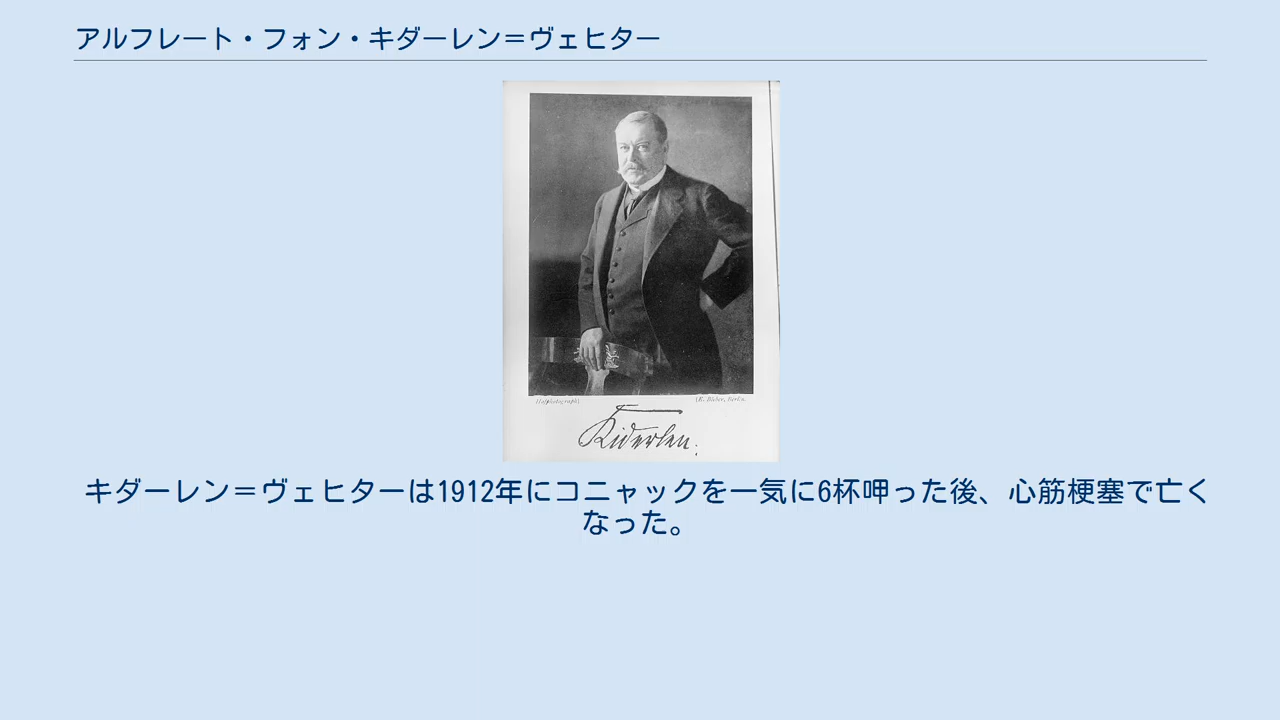 アルフレート・フォン・キダーレン＝ヴェヒター
Kiderlen.
キダーレン＝ヴェヒターは1912年にコニャックを一気に6杯呷った後、心筋梗塞で亡く
なった。